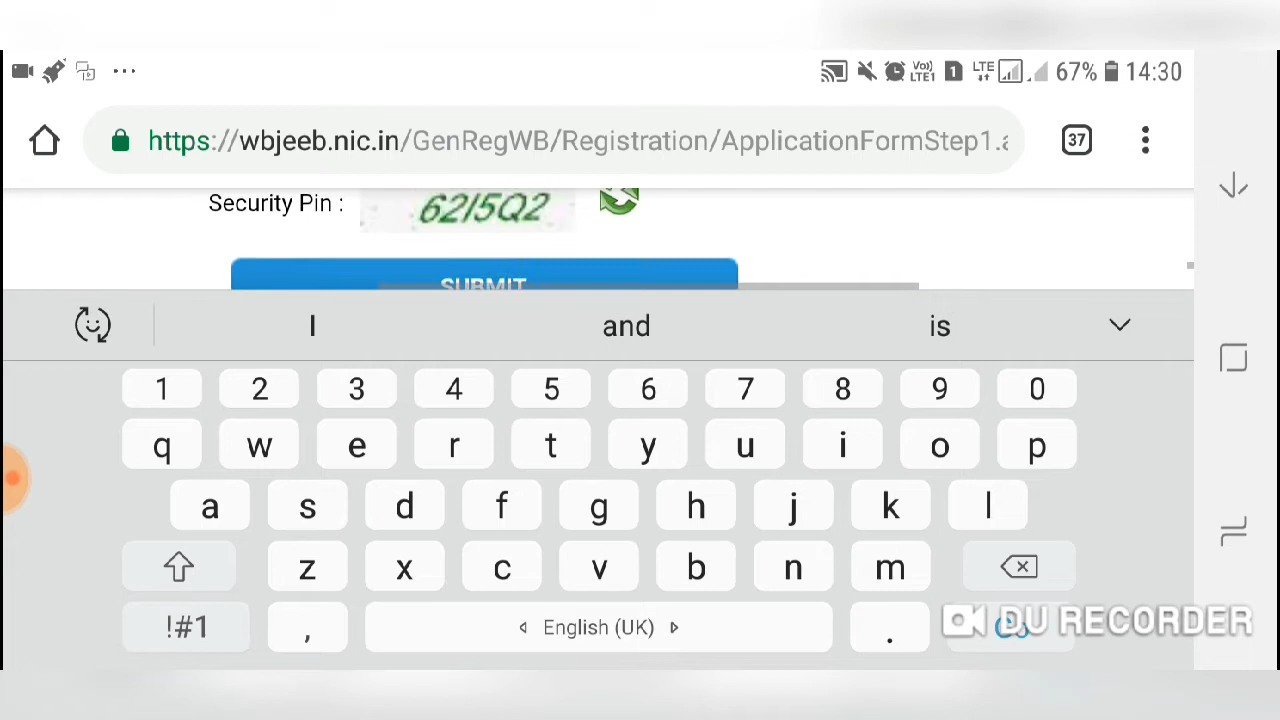 67% 14:30
https://wbjeeb.nic.in/GenRegWB/Registration/ApplicationFormStep1.a
37
Security Pin :
62I5Q2
SUBMIT
I and is
1 2 3 4 5 6 7 8 9 0
q w e r t y u i o p
a s d f g h j k l
z x c v b n m
!#1 , English (UK) .
Go
DU RECORDER